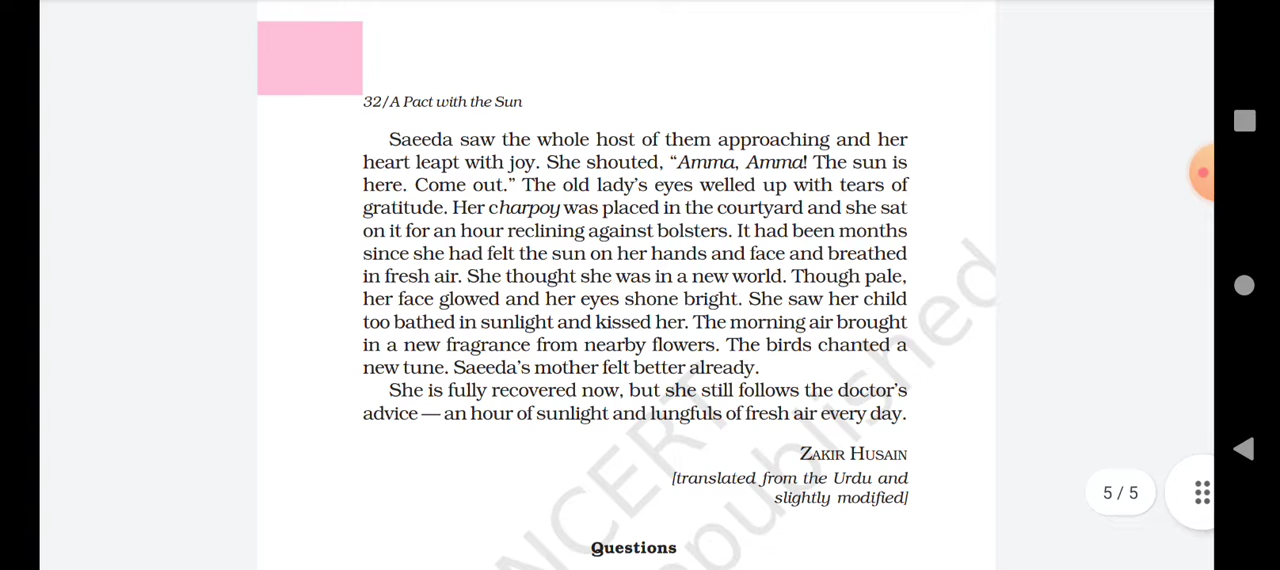 32/A Pact with the Sun
Saeeda saw the whole host of them approaching and her
heart leapt with joy. She shouted, “Amma, Amma! The sun is
here. Come out.” The old lady’s eyes welled up with tears of
gratitude. Her charpoy was placed in the courtyard and she sat
on it for an hour reclining against bolsters. It had been months
since she had felt the sun on her hands and face and breathed
in fresh air. She thought she was in a new world. Though pale,
her face glowed and her eyes shone bright. She saw her child
too bathed in sunlight and kissed her. The morning air brought
in a new fragrance from nearby flowers. The birds chanted a
new tune. Saeeda’s mother felt better already.
She is fully recovered now, but she still follows the doctor’s
advice — an hour of sunlight and lungfuls of fresh air every day.
ZAKIR HUSAIN
[translated from the Urdu and
slightly modified]
5 / 5
Questions
NCERT
republished